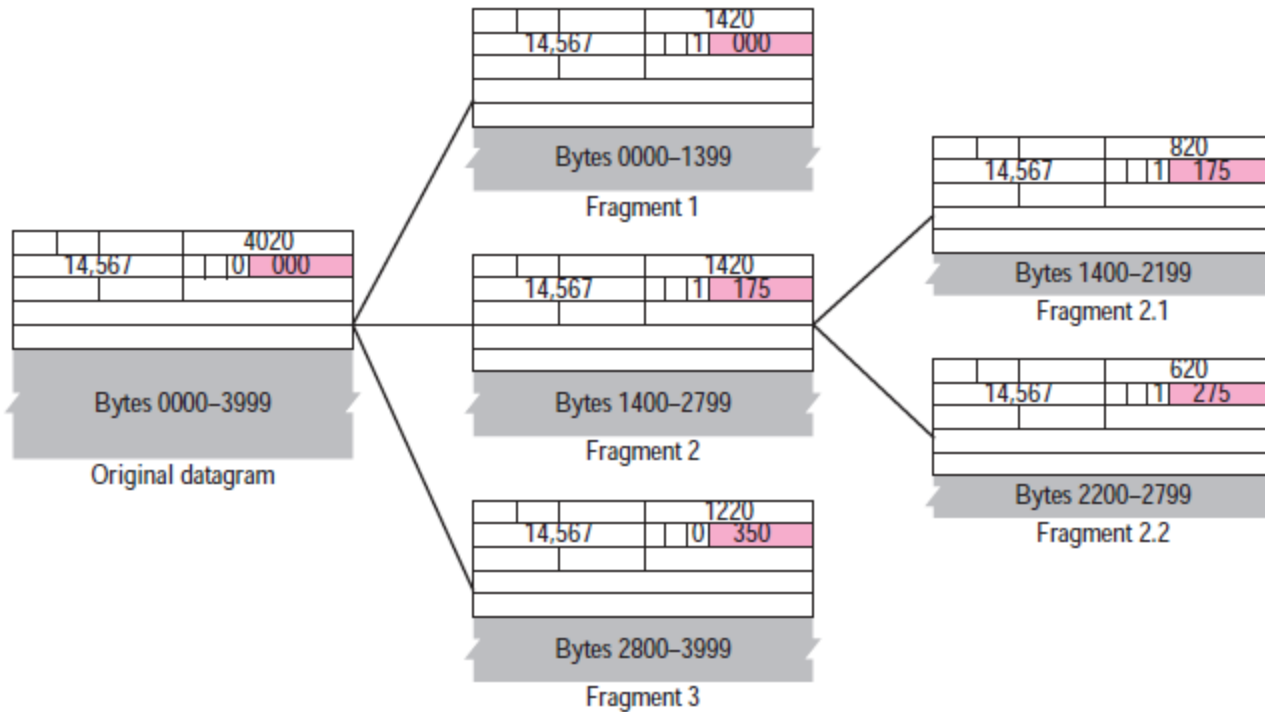 4020
14,567 0 000
Bytes 0000–3999
Original datagram
1420
14,567 1 000
Bytes 0000–1399
Fragment 1
1420
14,567 1 175
Bytes 1400–2799
Fragment 2
1220
14,567 0 350
Bytes 2800–3999
Fragment 3
820
14,567 1 175
Bytes 1400–2199
Fragment 2.1
620
14,567 1 275
Bytes 2200–2799
Fragment 2.2